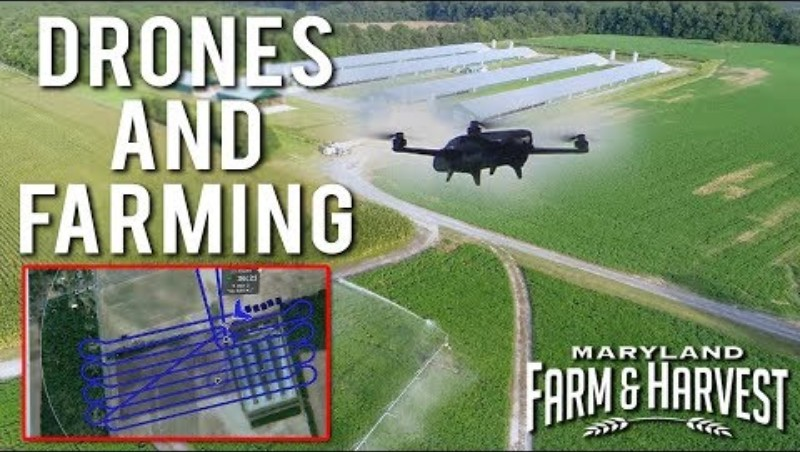 DRONES
AND
FARMING
MARYLAND
FARM & HARVEST